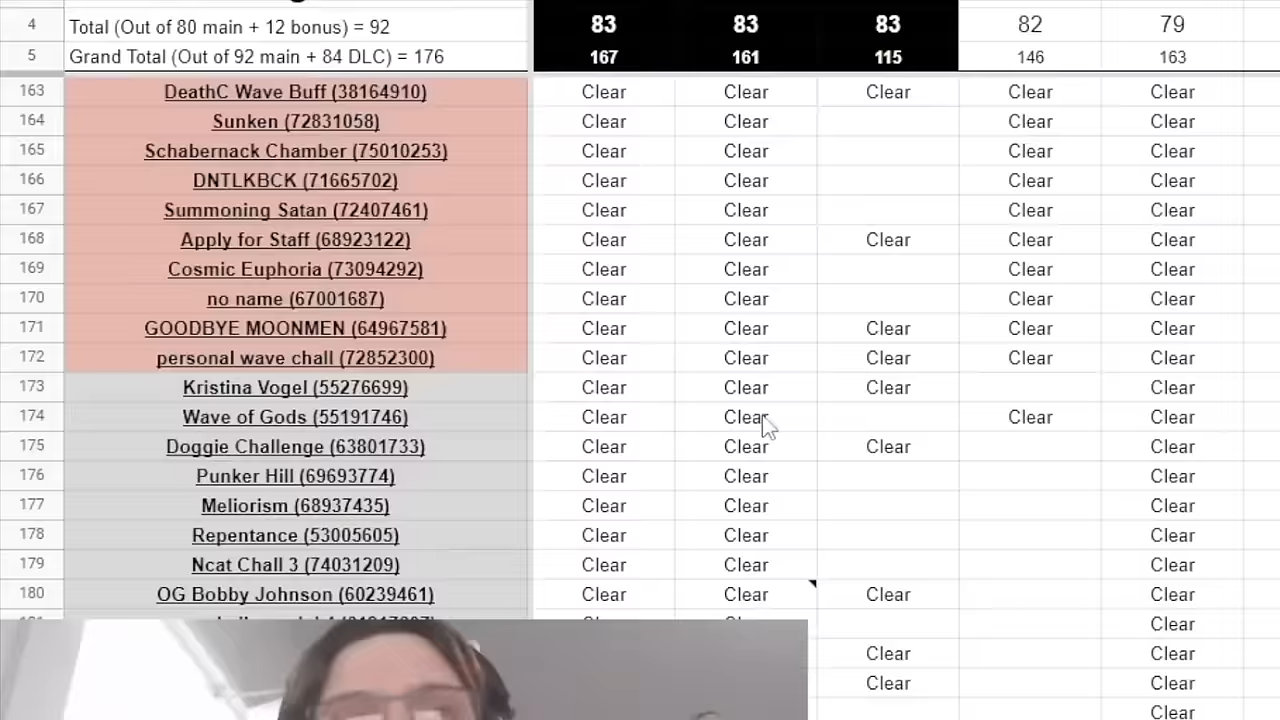 4 Total (Out of 80 main + 12 bonus) = 92 83 83 83 82 79
5 Grand Total (Out of 92 main + 84 DLC) = 176 167 161 115 146 163
163 DeathC Wave Buff (38164910) Clear Clear Clear Clear Clear
164 Sunken (72831058) Clear Clear Clear Clear
165 Schabernack Chamber (75010253) Clear Clear Clear Clear
166 DNTLKBCK (71665702) Clear Clear Clear Clear
167 Summoning Satan (72407461) Clear Clear Clear Clear
168 Apply for Staff (68923122) Clear Clear Clear Clear Clear
169 Cosmic Euphoria (73094292) Clear Clear Clear Clear
170 no name (67001687) Clear Clear Clear Clear
171 GOODBYE MOONMEN (64967581) Clear Clear Clear Clear Clear
172 personal wave chall (72852300) Clear Clear Clear Clear Clear
173 Kristina Vogel (55276699) Clear Clear Clear Clear
174 Wave of Gods (55191746) Clear Clear Clear Clear
175 Doggie Challenge (63801733) Clear Clear Clear Clear
176 Punker Hill (69693774) Clear Clear Clear
177 Meliorism (68937435) Clear Clear Clear
178 Repentance (53005605) Clear Clear Clear
179 Ncat Chall 3 (74031209) Clear Clear Clear
180 OG Bobby Johnson (60239461) Clear Clear Clear Clear
Clear
Clear Clear
Clear Clear
Clear